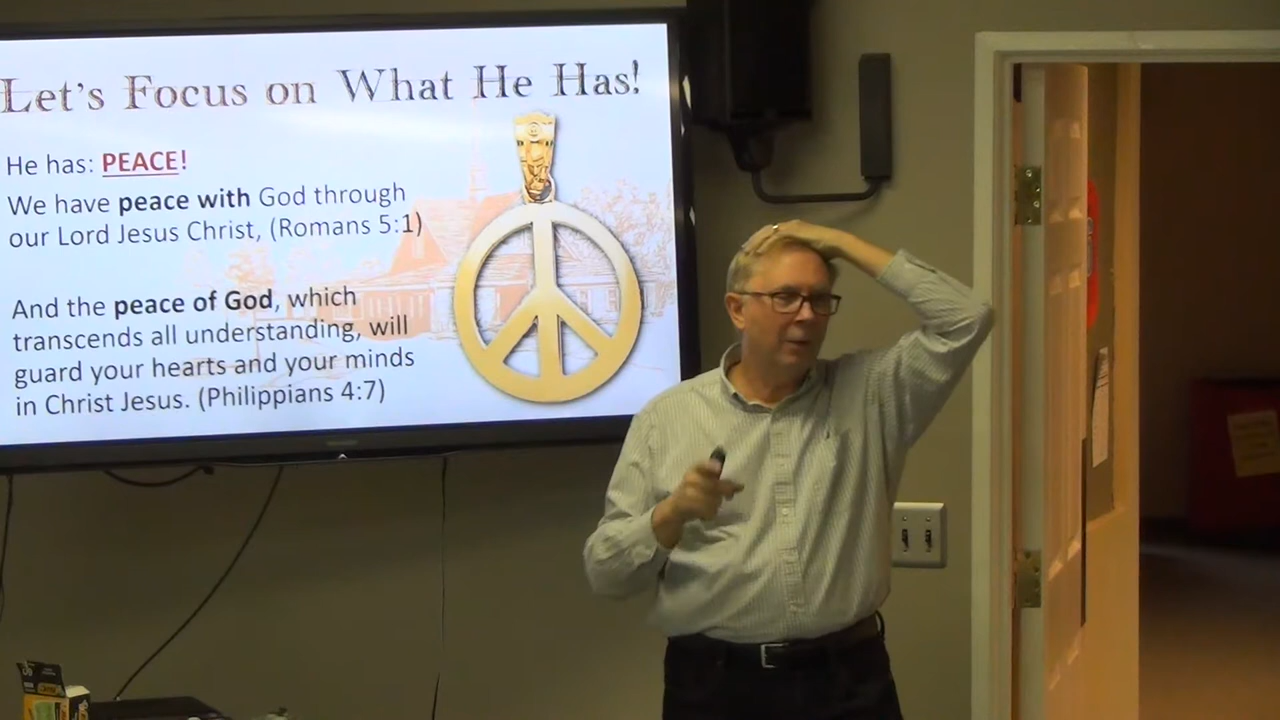 Let's Focus on What He Has!
He has: PEACE!
We have peace with God through
our Lord Jesus Christ, (Romans 5:1)
And the peace of God, which
transcends all understanding, will
guard your hearts and your minds
in Christ Jesus. (Philippians 4:7)